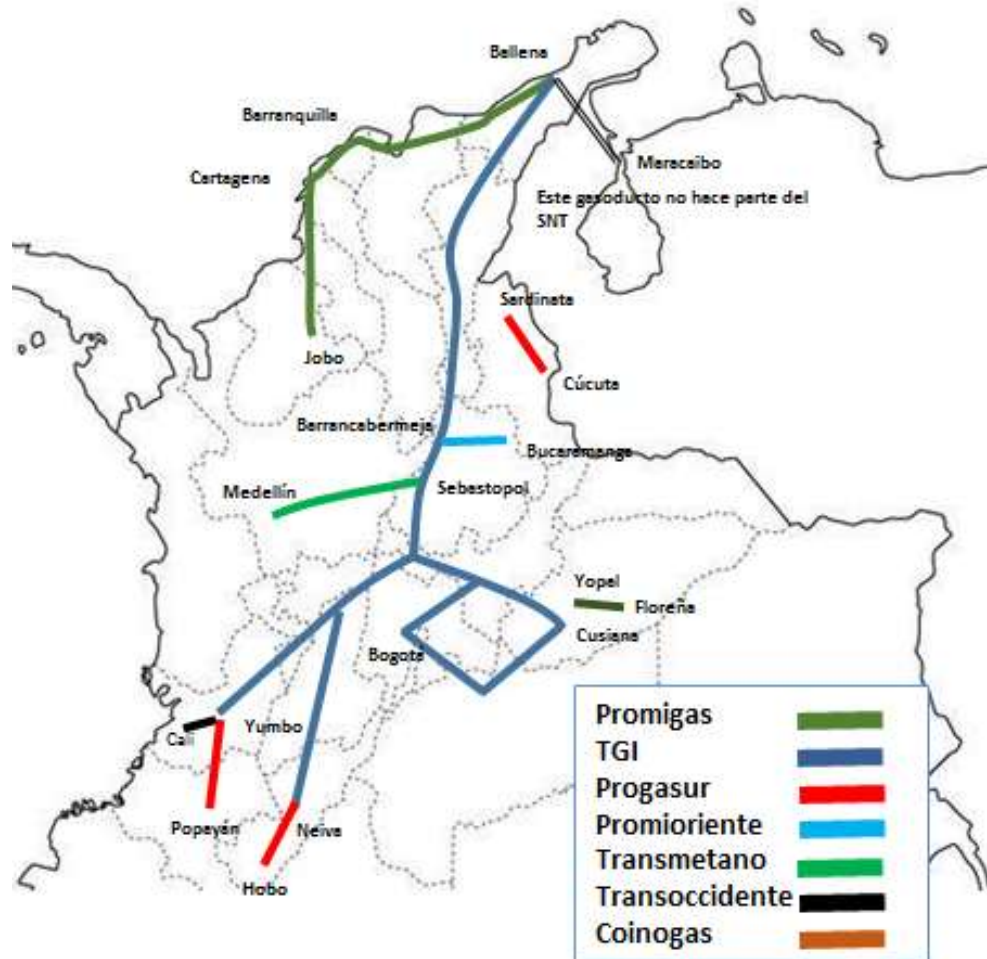 Ballena
Barranquilla
Maracaibo
Cartagena
Este gasoducto no hace parte del
SNT
Sardinata
Jobo
Cúcuta
Barrancabermeja
Bucaramanga
Medellín
Sebastopol
Yopal
Floreña
Cusiana
Bogota
Cali
Yumbo
Popayán
Neiva
Hobo
Promigas
TGI
Progasur
Promioriente
Transmetano
Transoccidente
Coinogas